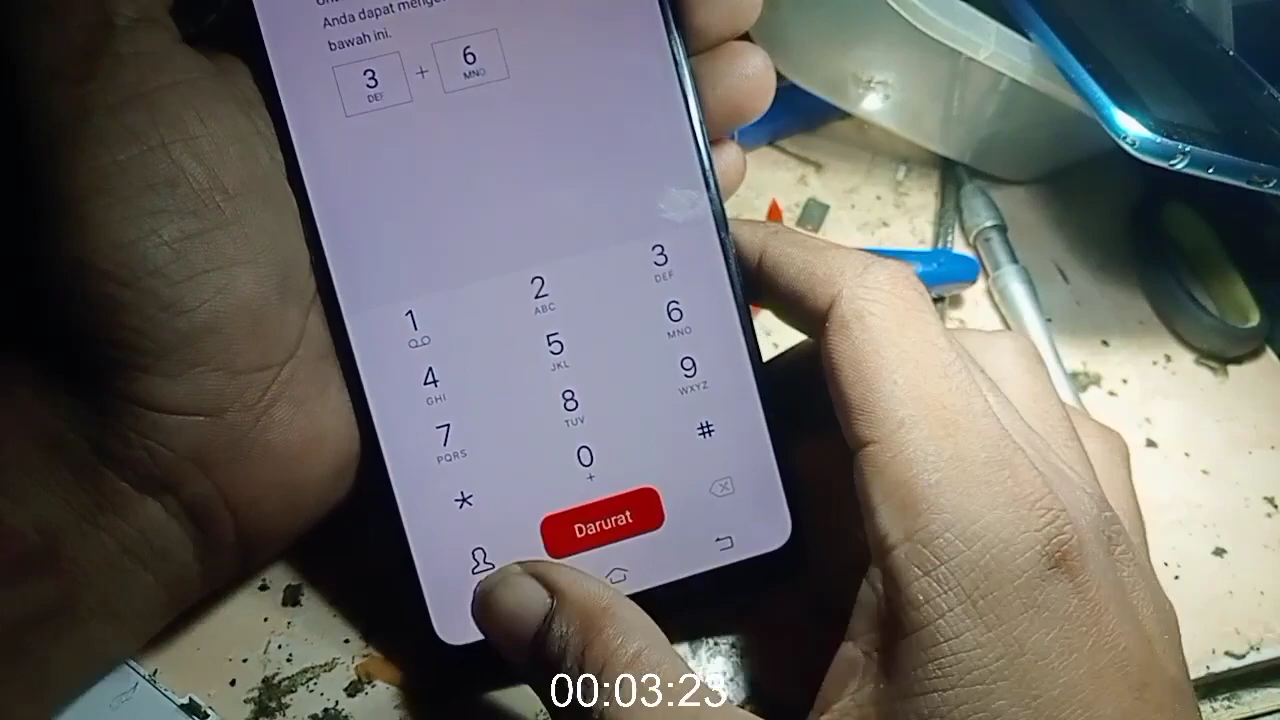 Anda dapat
bawah ini.
3 + 6
DEF MNO
1 2 3
ABC DEF
4 5 6
GHI JKL MNO
7 8 9
PQRS TUV WXYZ
* 0 #
+
Darurat
00:03:23